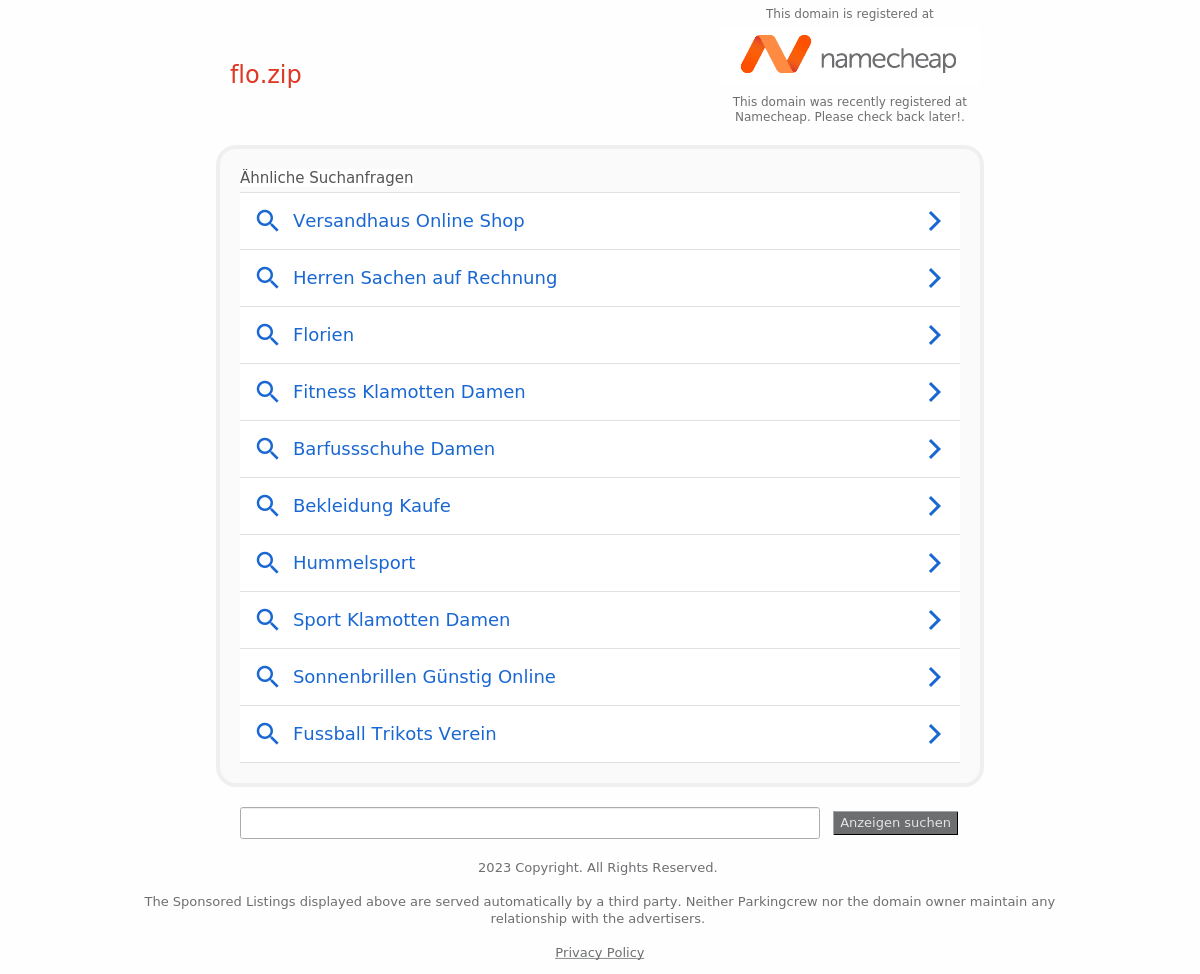 This domain is registered at
flo.zip
namecheap
This domain was recently registered at
Namecheap. Please check back later!.
Ähnliche Suchanfragen
Versandhaus Online Shop
Herren Sachen auf Rechnung
Florien
Fitness Klamotten Damen
Barfussschuhe Damen
Bekleidung Kaufe
Hummelsport
Sport Klamotten Damen
Sonnenbrillen Günstig Online
Fussball Trikots Verein
Anzeigen suchen
2023 Copyright. All Rights Reserved.
The Sponsored Listings displayed above are served automatically by a third party. Neither Parkingcrew nor the domain owner maintain any
relationship with the advertisers.
Privacy Policy